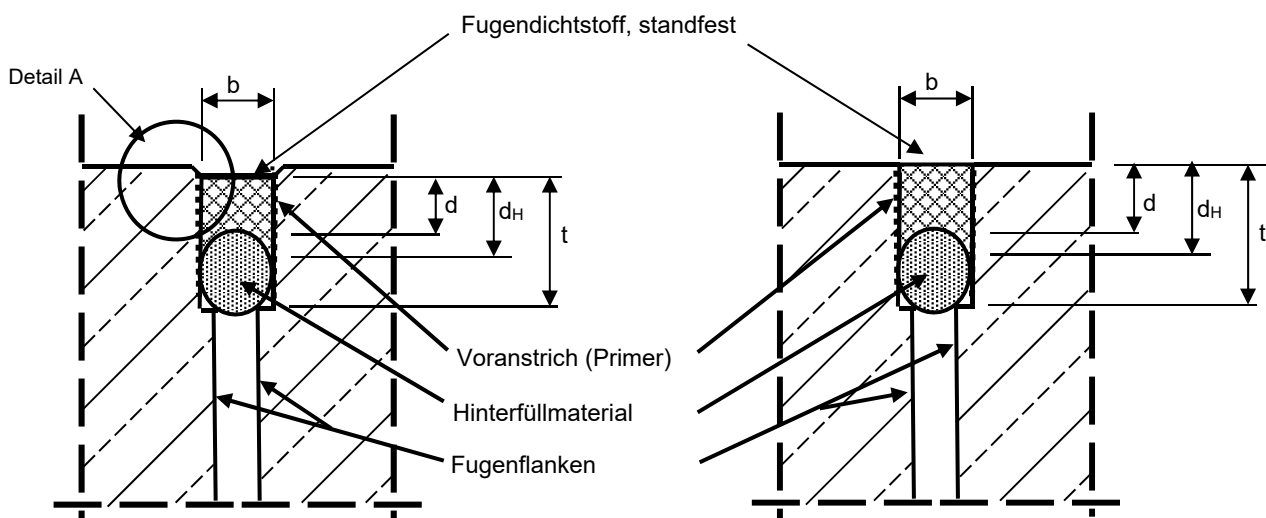 Fugendichtstoff, standfest
Detail A
b
b
d
dH
t
d
dH
t
Voranstrich (Primer)
Hinterfüllmaterial
Fugenflanken